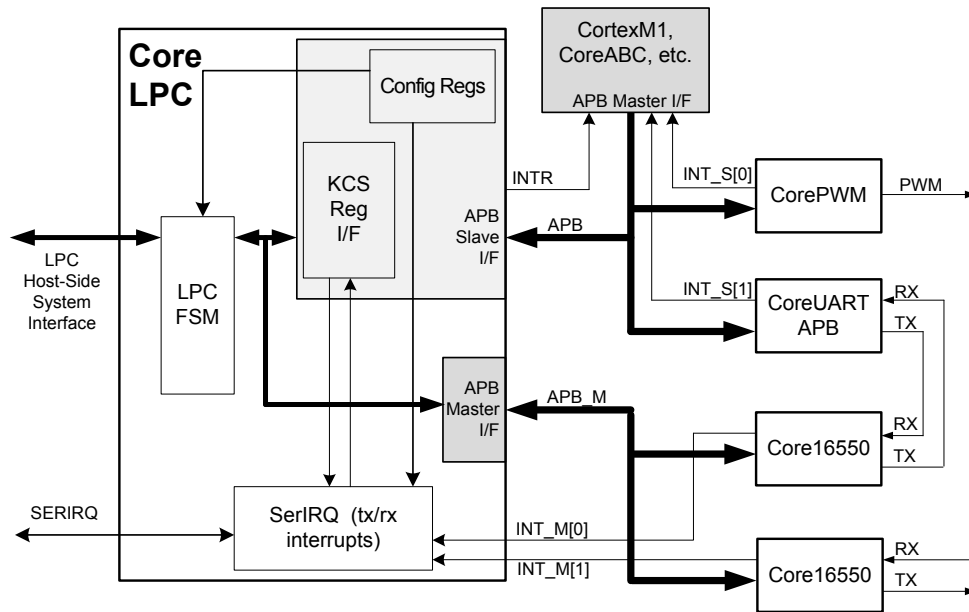 Core
LPC
Config Regs
KCS
Reg
I/F
APB
Slave
I/F
LPC
Host-Side
System
Interface
LPC
FSM
APB
Master
I/F
SERIRQ
SerIRQ (tx/rx
interrupts)
CortexM1,
CoreABC, etc.
APB Master I/F
INTR
APB
INT_S[0]
CorePWM
PWM
INT_S[1]
CoreUART
APB
RX
TX
APB_M
Core16550
RX
TX
INT_M[0]
INT_M[1]
Core16550
RX
TX